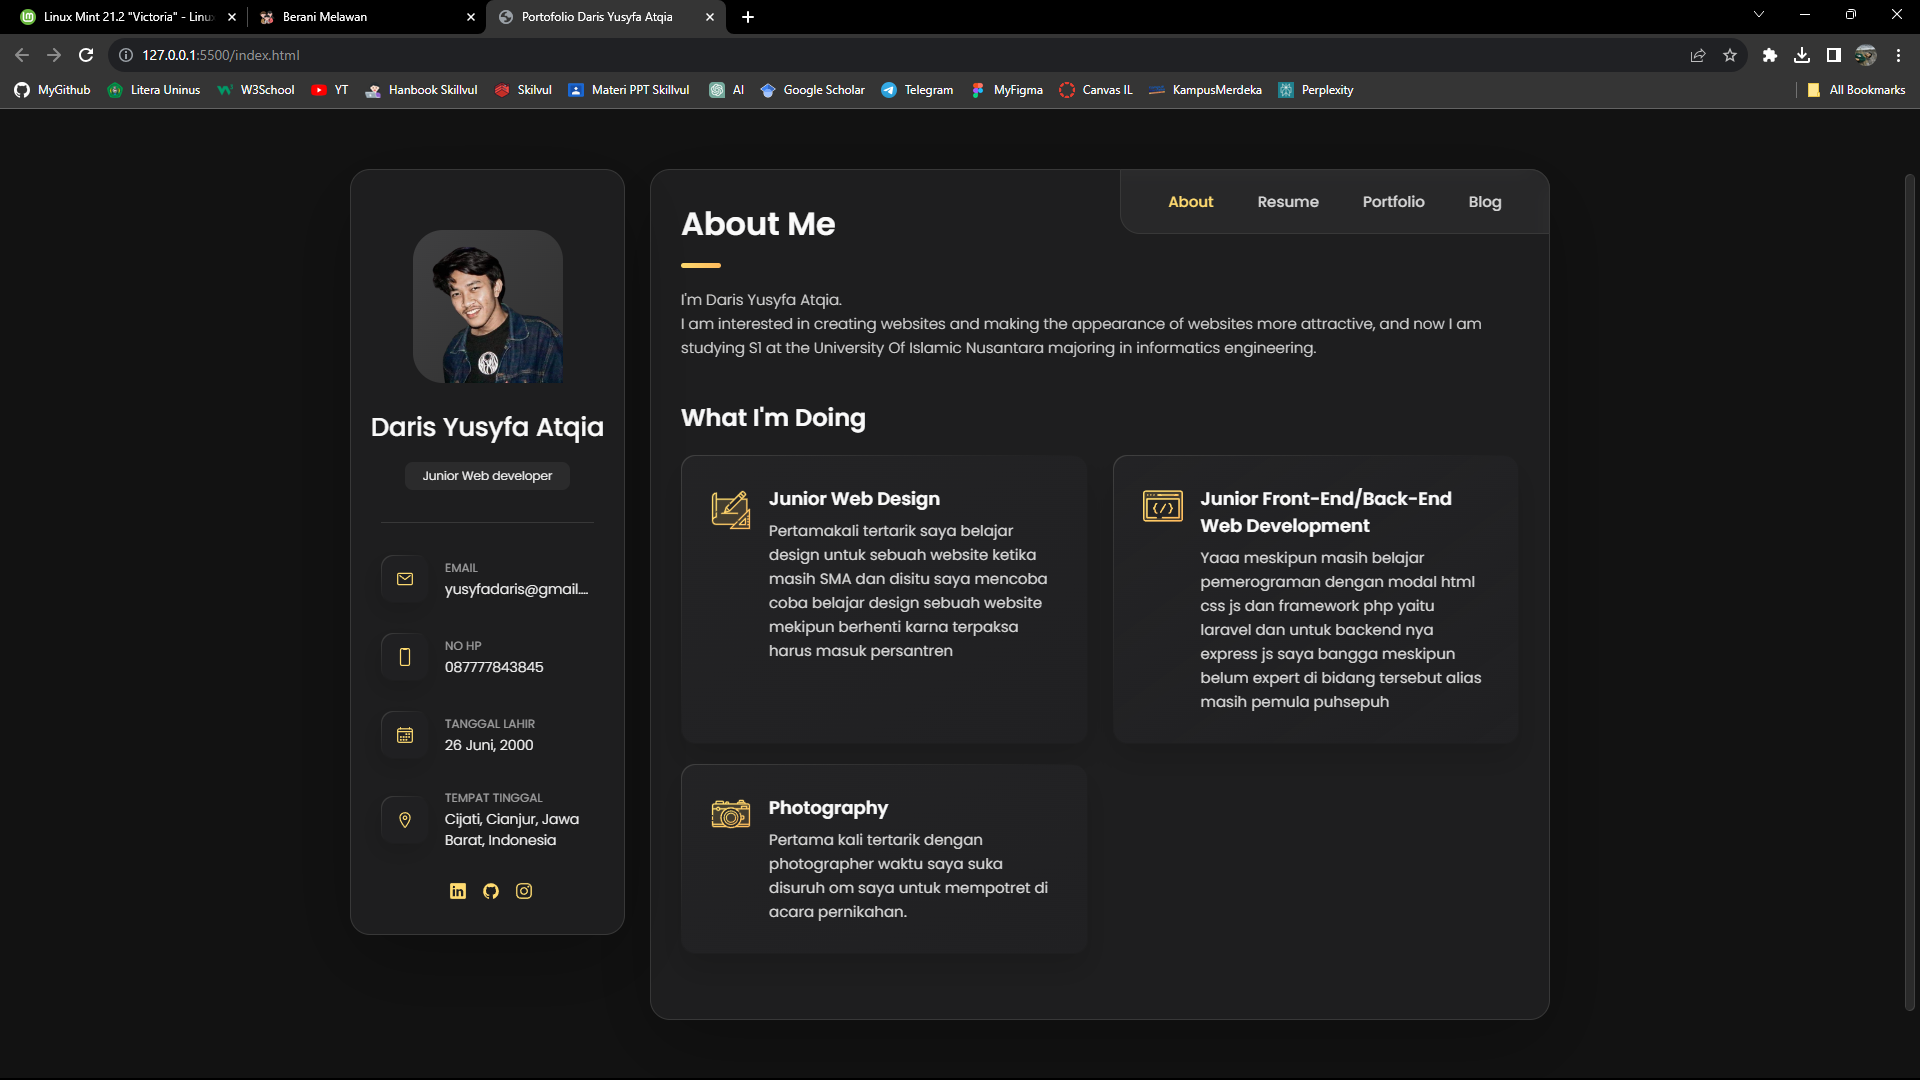 Linux Mint 21.2 "Victoria" - Linu
Berani Melawan
Portofolio Daris Yusyfa Atqia
127.0.0.1:5500/index.html
MyGithub
Litera Uninus
W3School
YT
Hanbook Skillvul
Skilvul
Materi PPT Skillvul
AI
Google Scholar
Telegram
MyFigma
Canvas IL
KampusMerdeka
Perplexity
All Bookmarks
Daris Yusyfa Atqia
Junior Web developer
EMAIL
yusyfadaris@gmail....
NO HP
087777843845
TANGGAL LAHIR
26 Juni, 2000
TEMPAT TINGGAL
Cijati, Cianjur, Jawa
Barat, Indonesia
About
Resume
Portfolio
Blog
About Me
I'm Daris Yusyfa Atqia.
I am interested in creating websites and making the appearance of websites more attractive, and now I am
studying S1 at the University Of Islamic Nusantara majoring in informatics engineering.
What I'm Doing
Junior Web Design
Pertamakali tertarik saya belajar
design untuk sebuah website ketika
masih SMA dan disitu saya mencoba
coba belajar design sebuah website
mekipun berhenti karna terpaksa
harus masuk persantren
Junior Front-End/Back-End
Web Development
Yaaa meskipun masih belajar
pemerograman dengan modal html
css js dan framework php yaitu
laravel dan untuk backend nya
express js saya bangga meskipun
belum expert di bidang tersebut alias
masih pemula puhsepuh
Photography
Pertama kali tertarik dengan
photographer waktu saya suka
disuruh om saya untuk mempotret di
acara pernikahan.